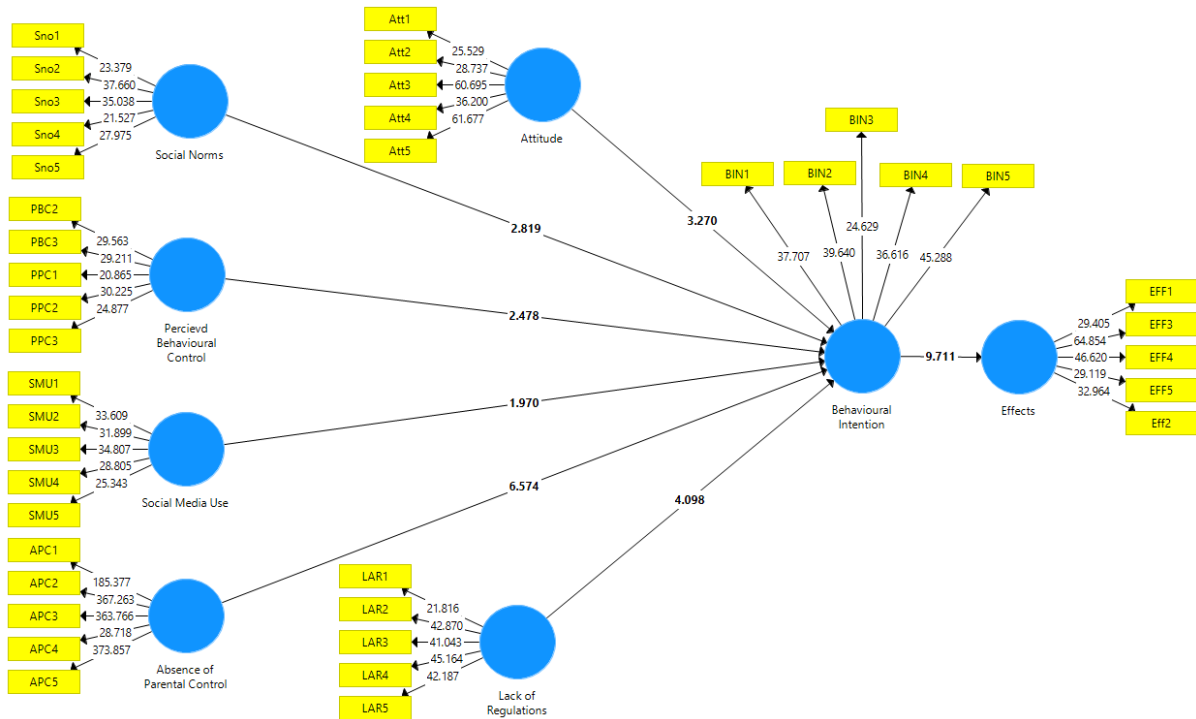 Sno1
Sno2
Sno3
Sno4
Sno5
23.379
37.660
35.038
21.527
27.975
Social Norms
Att1
Att2
Att3
Att4
Att5
25.529
28.737
60.695
36.200
61.677
Attitude
PBC2
PBC3
PPC1
PPC2
PPC3
29.563
29.211
20.865
30.225
24.877
Percievd
Behavioural
Control
SMU1
SMU2
SMU3
SMU4
SMU5
33.609
31.899
34.807
28.805
25.343
Social Media Use
APC1
APC2
APC3
APC4
APC5
185.377
367.263
363.766
28.718
373.857
Absence of
Parental Control
LAR1
LAR2
LAR3
LAR4
LAR5
21.816
42.870
41.043
45.164
42.187
Lack of
Regulations
2.819
3.270
2.478
1.970
6.574
4.098
BIN1
BIN2
BIN3
BIN4
BIN5
37.707
39.640
24.629
36.616
45.288
Behavioural
Intention
9.711
Effects
EFF1
EFF3
EFF4
EFF5
Eff2
29.405
64.854
46.620
29.119
32.964